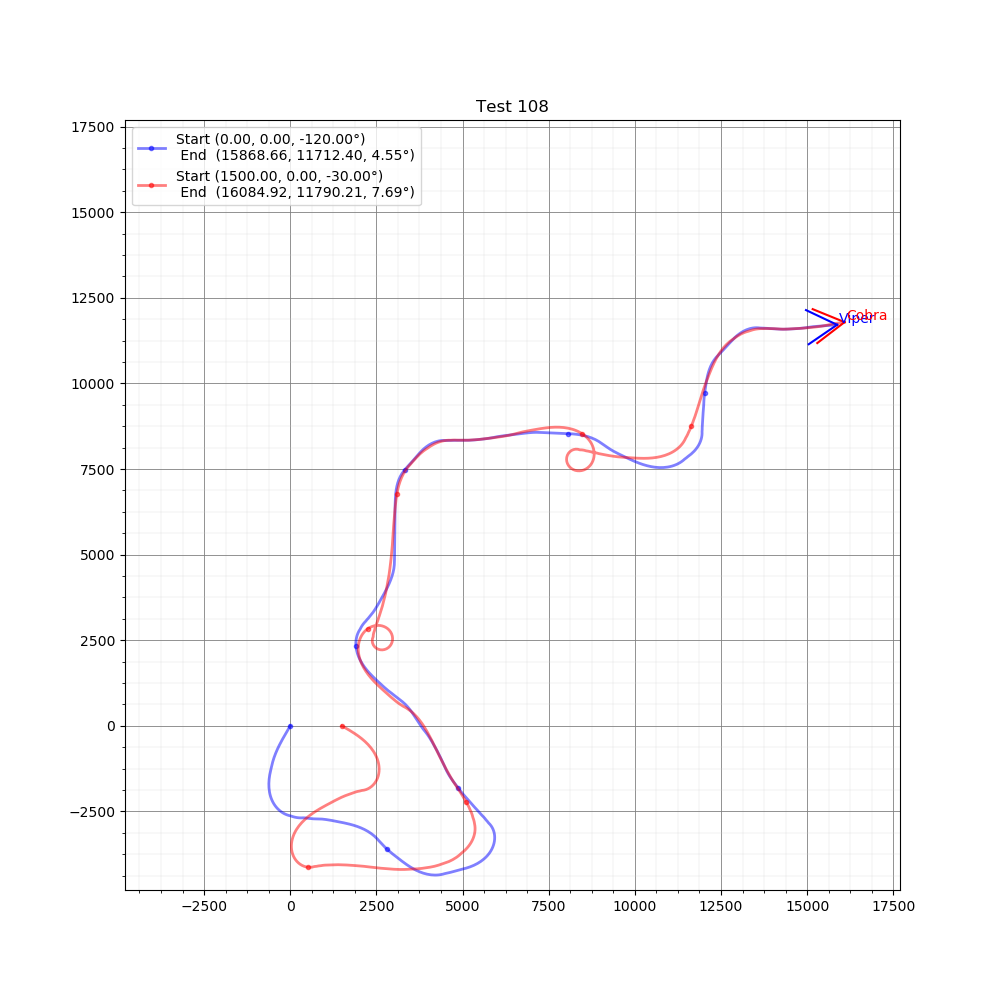 Test 108
Start (0.00, 0.00, -120.00°)
End (15868.66, 11712.40, 4.55°)
Start (1500.00, 0.00, -30.00°)
End (16084.92, 11790.21, 7.69°)
17500
15000
12500
10000
7500
5000
2500
0
−2500
Cobra
Viper
−2500 0 2500 5000 7500 10000 12500 15000 17500